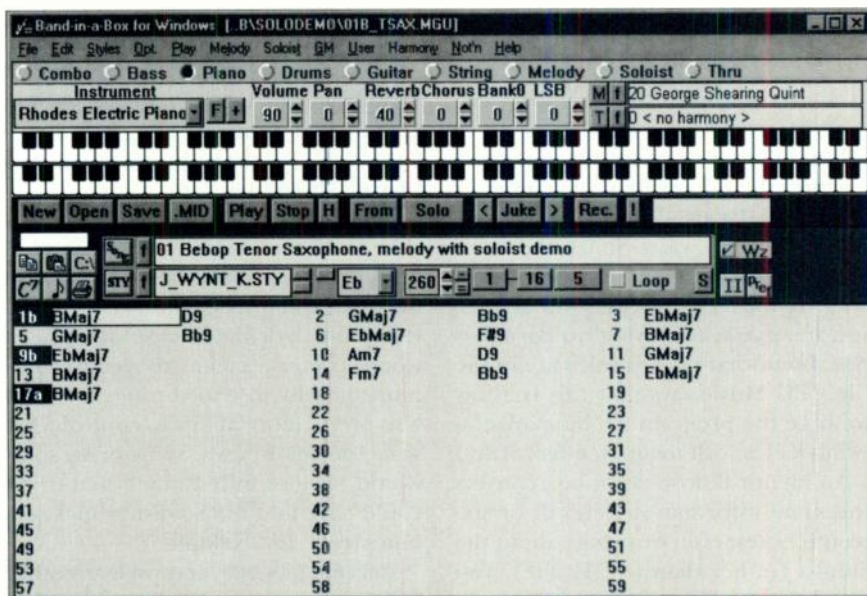 Band-in-a-Box for Windows [..B\SOLODEMO\01B_TSAX.MGU]
File Edit Styles Opt. Play Melody Soloist GM User Harmony Not'n Help
Combo Bass Piano Drums Guitar String Melody Soloist Thru
Instrument Volume Pan Reverb Chorus Bank0 LSB M f 20 George Shearing Quint
Rhodes Electric Piano F + 90 0 40 0 0 0 T f 0 < no harmony >
New Open Save .MID Play Stop H From Solo < Juke > Rec. !
C:\ f 01 Bebop Tenor Saxophone, melody with soloist demo Wz
C7 STY f J_WYNT_K.STY Eb 260 1 - 16 5 Loop S II Pref
1b BMaj7 D9 2 GMaj7 Bb9 3 EbMaj7
5 GMaj7 Bb9 6 EbMaj7 F#9 7 BMaj7
9b EbMaj7 10 Am7 D9 11 GMaj7
13 BMaj7 14 Fm7 Bb9 15 EbMaj7
17a BMaj7 18 19
21 22 23
25 26 27
29 30 31
33 34 35
37 38 39
41 42 43
45 46 47
49 50 51
53 54 55
57 58 59